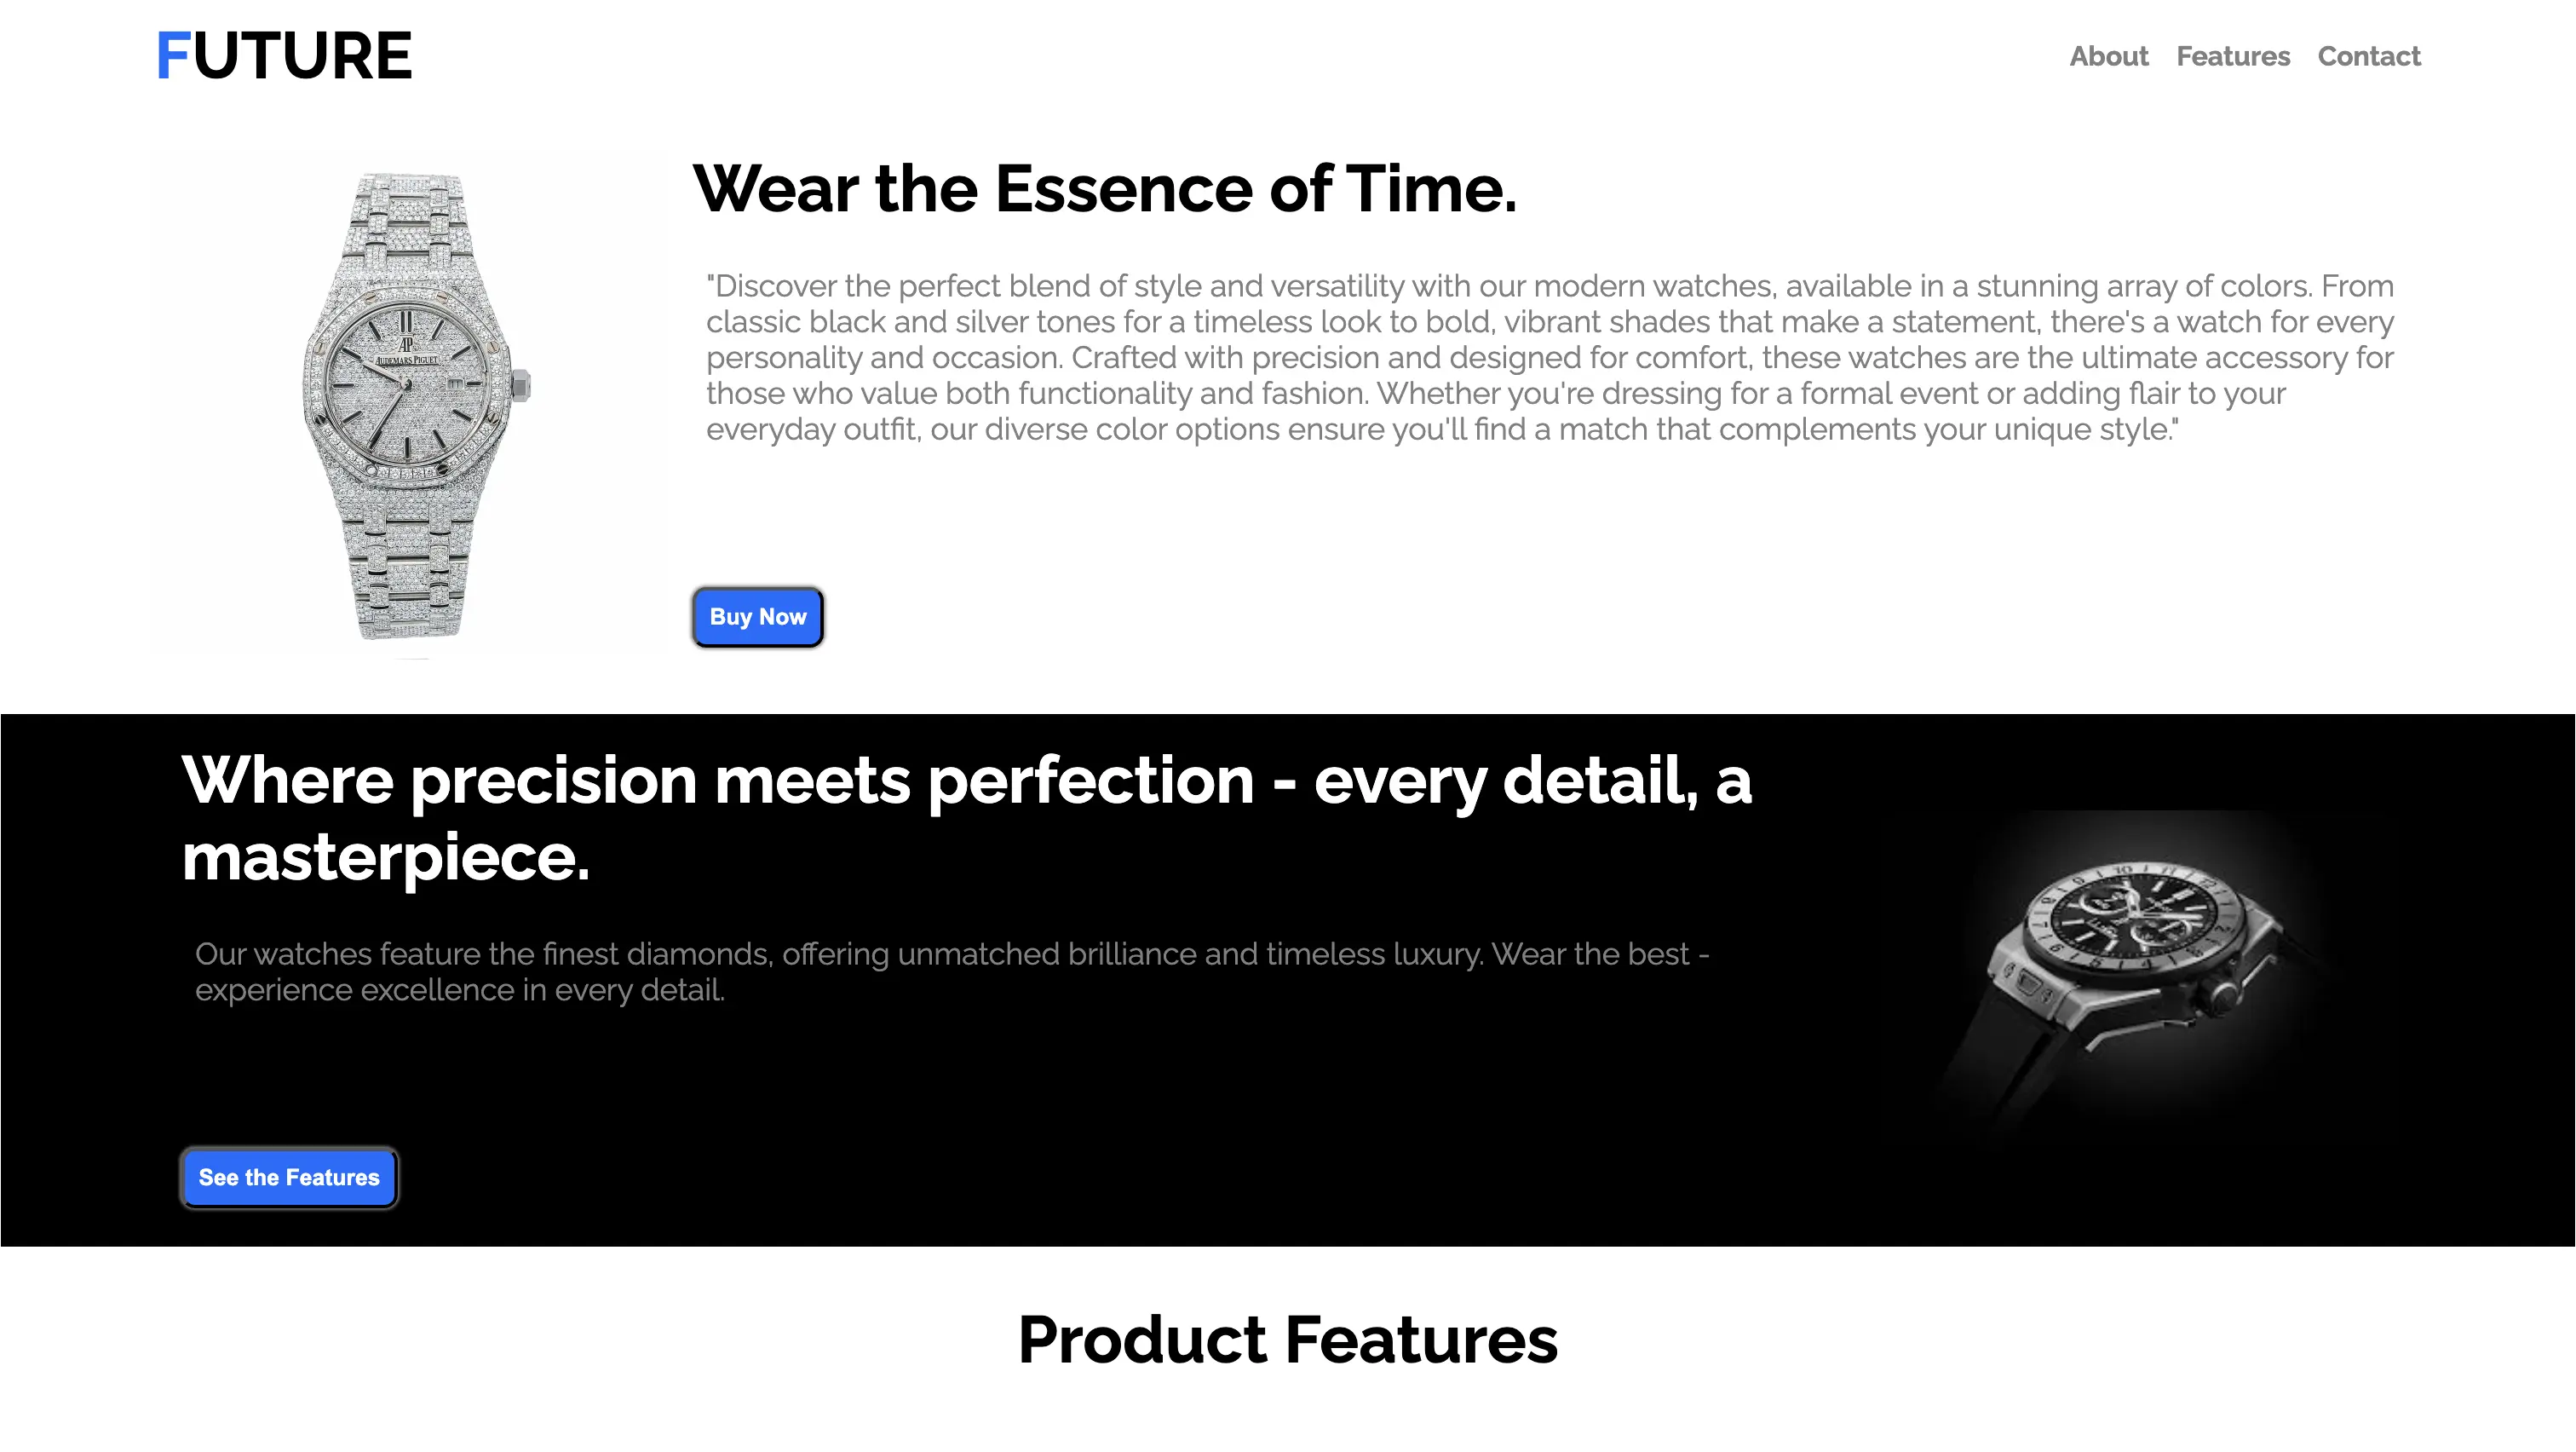 FUTURE
About Features Contact
Wear the Essence of Time.
"Discover the perfect blend of style and versatility with our modern watches, available in a stunning array of colors. From
classic black and silver tones for a timeless look to bold, vibrant shades that make a statement, there's a watch for every
personality and occasion. Crafted with precision and designed for comfort, these watches are the ultimate accessory for
those who value both functionality and fashion. Whether you're dressing for a formal event or adding flair to your
everyday outfit, our diverse color options ensure you'll find a match that complements your unique style."
AP
AUDEMARS PIGUET
Buy Now
Where precision meets perfection - every detail, a
masterpiece.
Our watches feature the finest diamonds, offering unmatched brilliance and timeless luxury. Wear the best -
experience excellence in every detail.
See the Features
Product Features